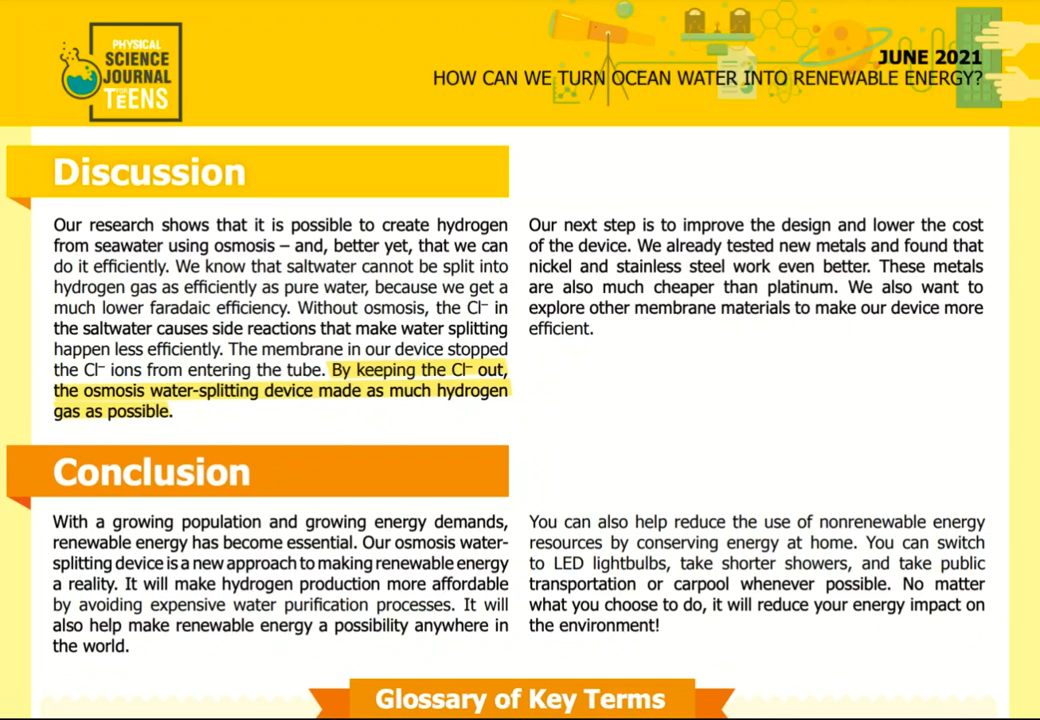 PHYSICAL
SCIENCE
JOURNAL
FOR
TEENS
JUNE 2021
HOW CAN WE TURN OCEAN WATER INTO RENEWABLE ENERGY?
Discussion
Our research shows that it is possible to create hydrogen
from seawater using osmosis – and, better yet, that we can
do it efficiently. We know that saltwater cannot be split into
hydrogen gas as efficiently as pure water, because we get a
much lower faradaic efficiency. Without osmosis, the Cl⁻ in
the saltwater causes side reactions that make water splitting
happen less efficiently. The membrane in our device stopped
the Cl⁻ ions from entering the tube. By keeping the Cl⁻ out,
the osmosis water-splitting device made as much hydrogen
gas as possible.
Our next step is to improve the design and lower the cost
of the device. We already tested new metals and found that
nickel and stainless steel work even better. These metals
are also much cheaper than platinum. We also want to
explore other membrane materials to make our device more
efficient.
Conclusion
With a growing population and growing energy demands,
renewable energy has become essential. Our osmosis water-
splitting device is a new approach to making renewable energy
a reality. It will make hydrogen production more affordable
by avoiding expensive water purification processes. It will
also help make renewable energy a possibility anywhere in
the world.
You can also help reduce the use of nonrenewable energy
resources by conserving energy at home. You can switch
to LED lightbulbs, take shorter showers, and take public
transportation or carpool whenever possible. No matter
what you choose to do, it will reduce your energy impact on
the environment!
Glossary of Key Terms